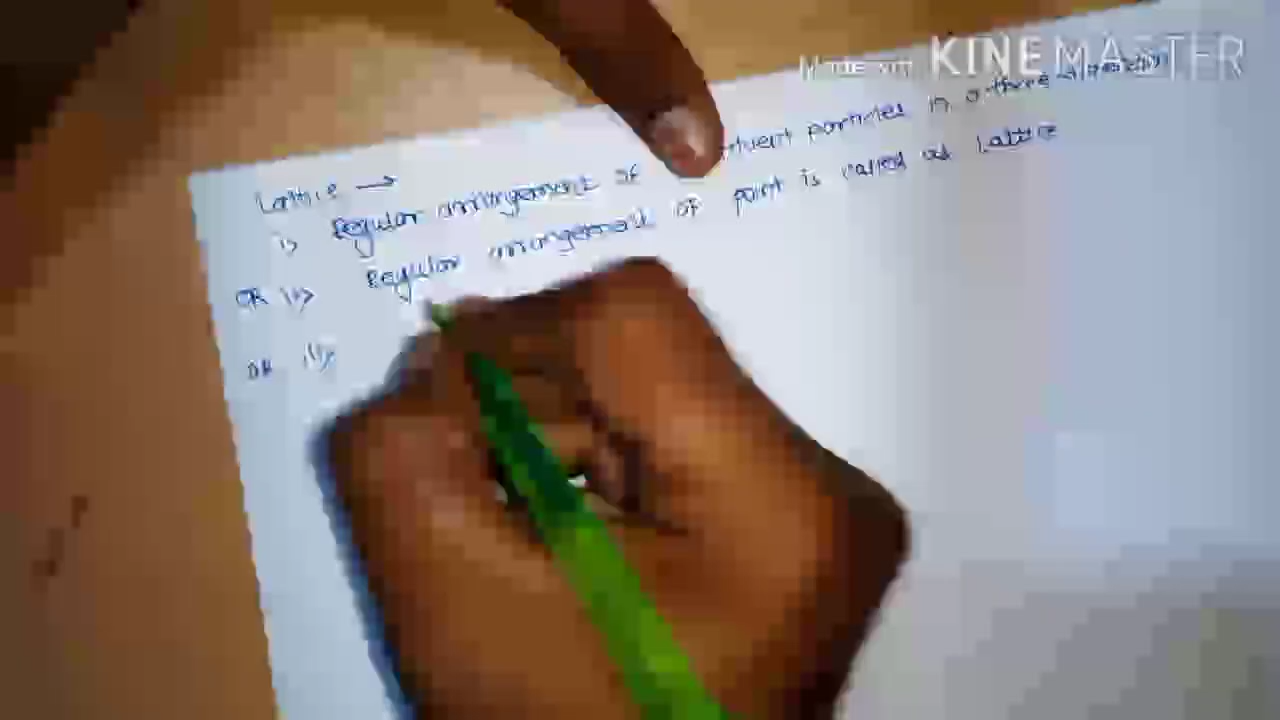 Made with KINEMASTER
Lattice →
i> Regular arrangement of particles in a three dimension
OR ii> Regular arrangement of point is called as Lattice
OR iii>